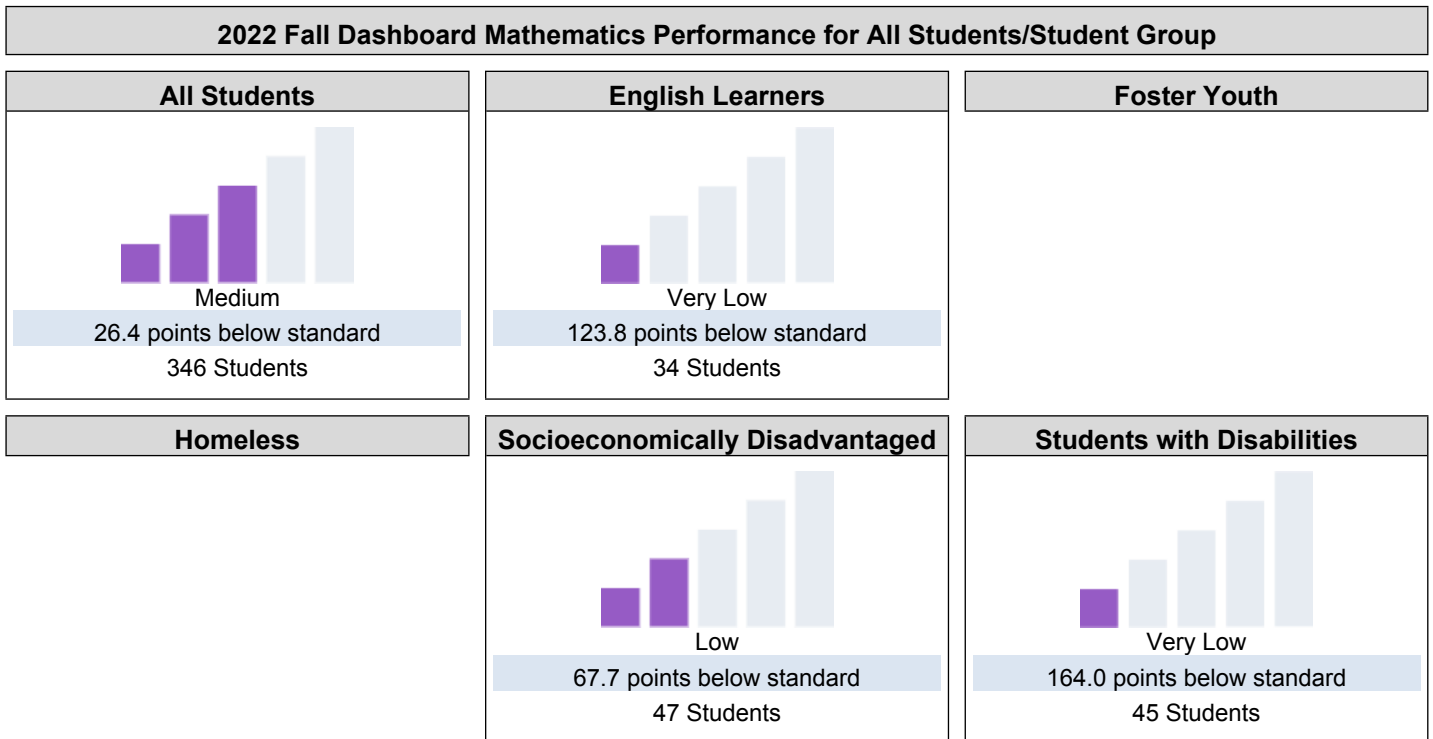 2022 Fall Dashboard Mathematics Performance for All Students/Student Group
All Students
Medium
26.4 points below standard
346 Students
English Learners
Very Low
123.8 points below standard
34 Students
Foster Youth
Homeless
Socioeconomically Disadvantaged
Low
67.7 points below standard
47 Students
Students with Disabilities
Very Low
164.0 points below standard
45 Students